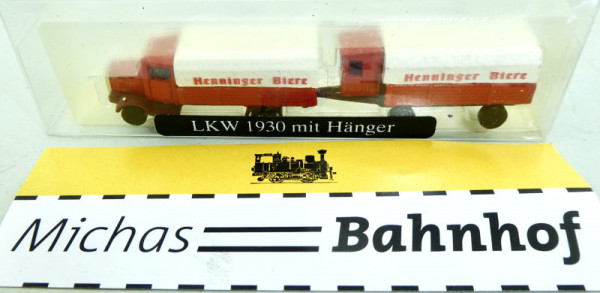 Henninger Biere Henninger Biere
LKW 1930 mit Hänger
Michas Bahnhof